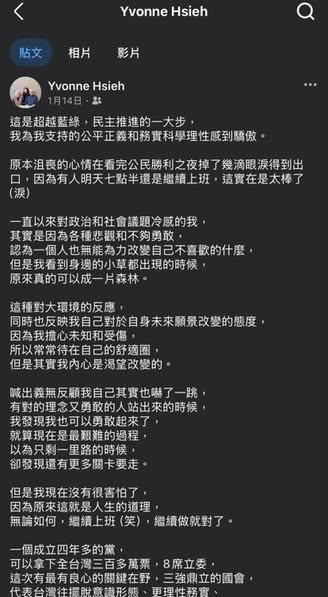 Yvonne Hsieh
貼文
相片
影片
Yvonne Hsieh
1月14日 ·
這是超越藍綠，民主推進的一大步，
我為我支持的公平正義和務實科學理性感到驕傲。
原本沮喪的心情在看完公民勝利之夜掉了幾滴眼淚得到出
口，因為有人明天七點半還是繼續上班，這實在是太棒了
(淚)
一直以來對政治和社會議題冷感的我，
其實是因為各種悲觀和不夠勇敢，
認為一個人也無能為力改變自己不喜歡的什麼，
但是我看到身邊的小草都出現的時候，
原來真的可以成一片森林。
這種對大環境的反應，
同時也反映我自己對於自身未來願景改變的態度，
因為我擔心未知和受傷，
所以常常待在自己的舒適圈，
但是其實我內心是渴望改變的。
喊出義無反顧我自己其實也嚇了一跳，
有對的理念又勇敢的人站出來的時候，
我發現我也可以勇敢起來了，
就算現在是最艱難的過程，
以為只剩一里路的時候，
卻發現還有更多關卡要走。
但是我現在沒有很害怕了，
因為原來這就是人生的道理，
無論如何，繼續上班 (笑)，繼續做就對了。
一個成立四年多的黨，
可以拿下全台灣三百多萬票，8席立委，
這次有最有良心的關鍵在野，三強鼎立的國會，
代表台灣往擺脫意識形態、更理性務實、